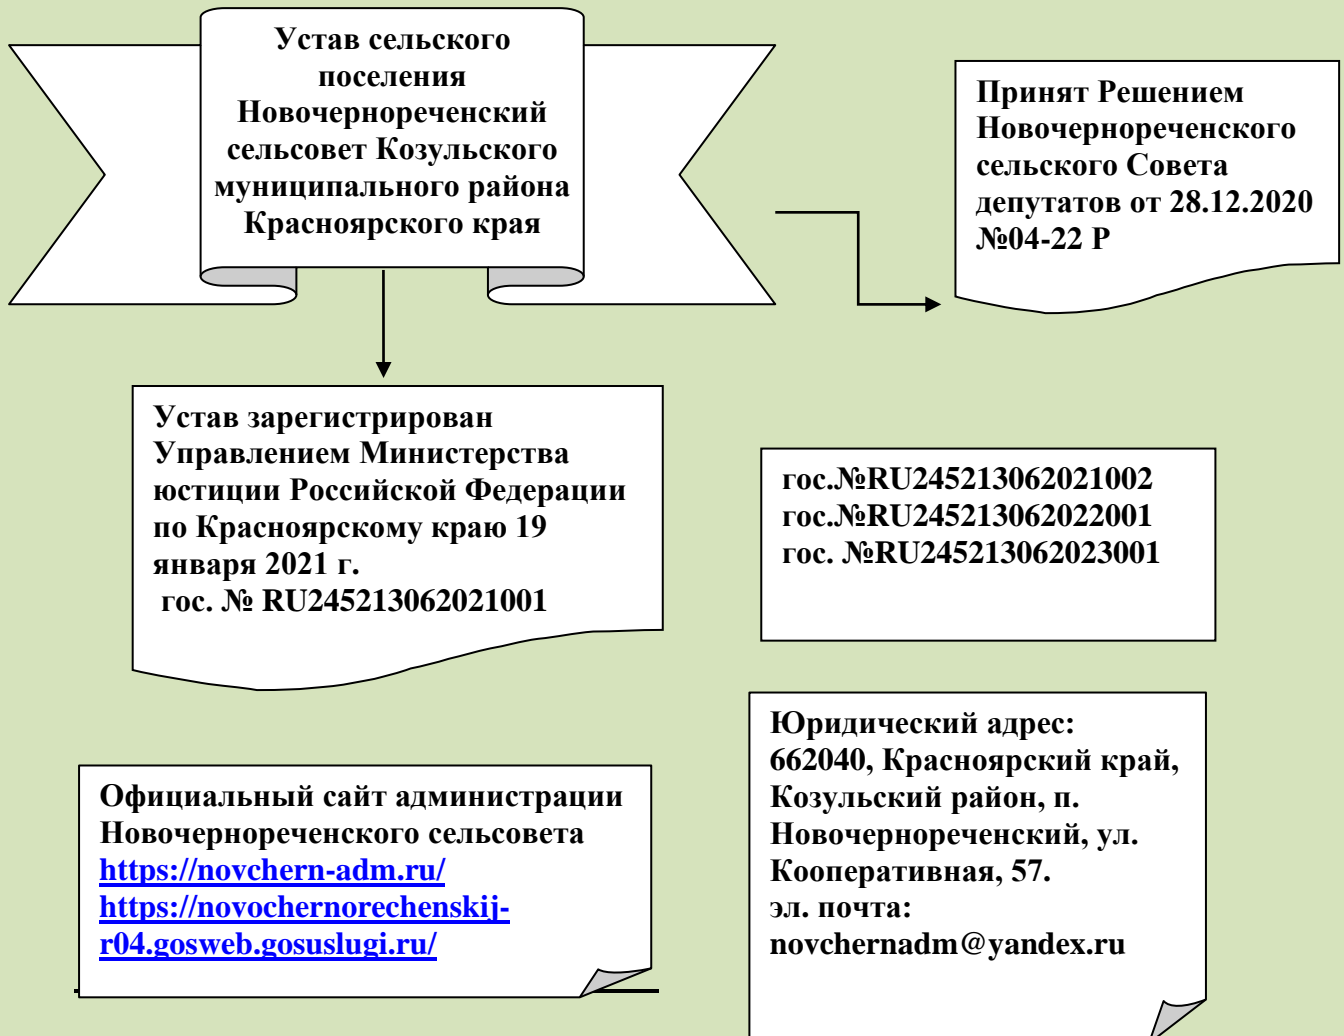 Устав сельского
поселения
Новочернореченский
сельсовет Козульского
муниципального района
Красноярского края
Принят Решением
Новочернореченского
сельского Совета
депутатов от 28.12.2020
№04-22 Р
Устав зарегистрирован
Управлением Министерства
юстиции Российской Федерации
по Красноярскому краю 19
января 2021 г.
гос. № RU245213062021001
гос.№RU245213062021002
гос.№RU245213062022001
гос. №RU245213062023001
Официальный сайт администрации
Новочернореченского сельсовета
https://novchern-adm.ru/
https://novochernorechenskij-
r04.gosweb.gosuslugi.ru/
Юридический адрес:
662040, Красноярский край,
Козульский район, п.
Новочернореченский, ул.
Кооперативная, 57.
эл. почта:
novchernadm@yandex.ru